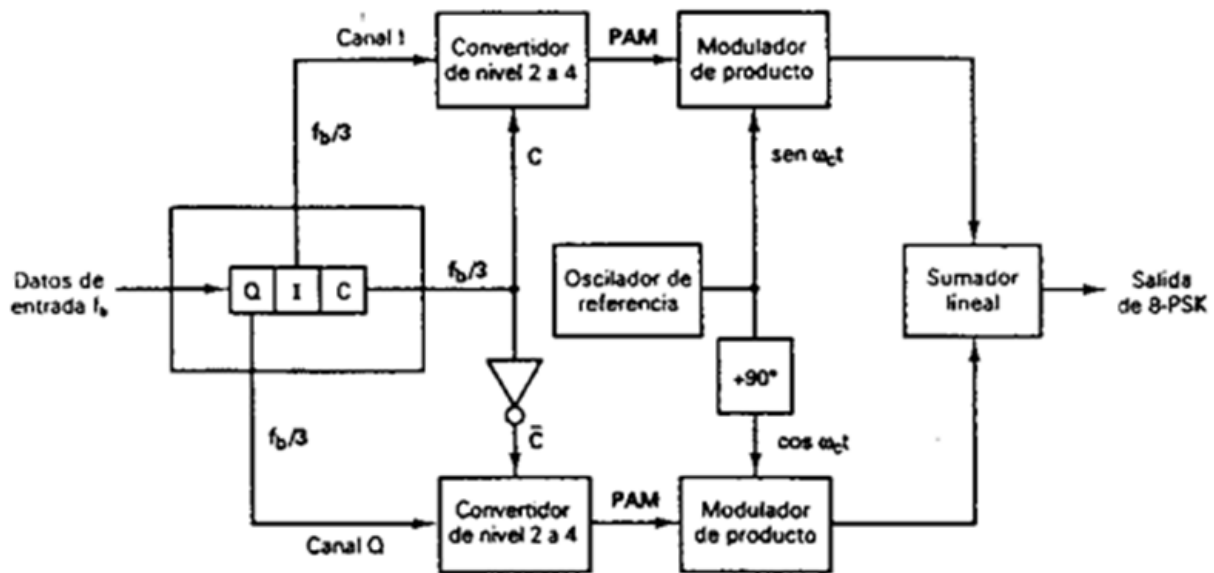 Canal I
Convertidor
de nivel 2 a 4
PAM
Modulador
de producto
f_b/3
C
sen ω_c t
Datos de
entrada f_b
Q I C
f_b/3
Oscilador de
referencia
Sumador
lineal
Salida
de 8-PSK
+90°
f_b/3
C̄
cos ω_c t
Canal Q
Convertidor
de nivel 2 a 4
PAM
Modulador
de producto